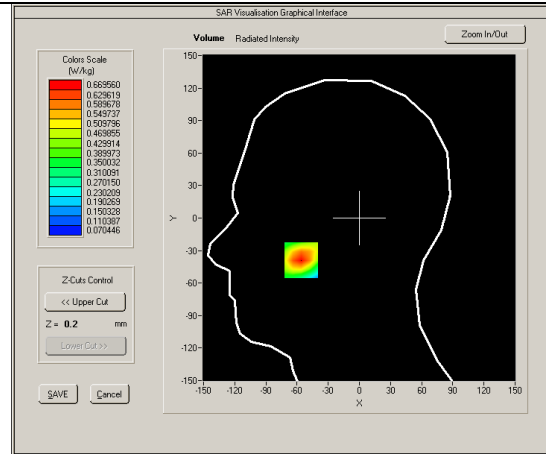 SAR Visualisation Graphical Interface
Volume Radiated Intensity
Zoom In/Out
Colors Scale
(W/kg)
0.669560
0.629619
0.589678
0.549737
0.509796
0.469855
0.429914
0.389973
0.350032
0.310091
0.270150
0.230209
0.190269
0.150328
0.110387
0.070446
Z-Cuts Control
<< Upper Cut
Z = 0.2 mm
Lower Cut >>
SAVE Cancel
150
120
90
60
30
0
-30
-60
-90
-120
-150
Y
-150 -120 -90 -60 -30 0 30 60 90 120 150
X